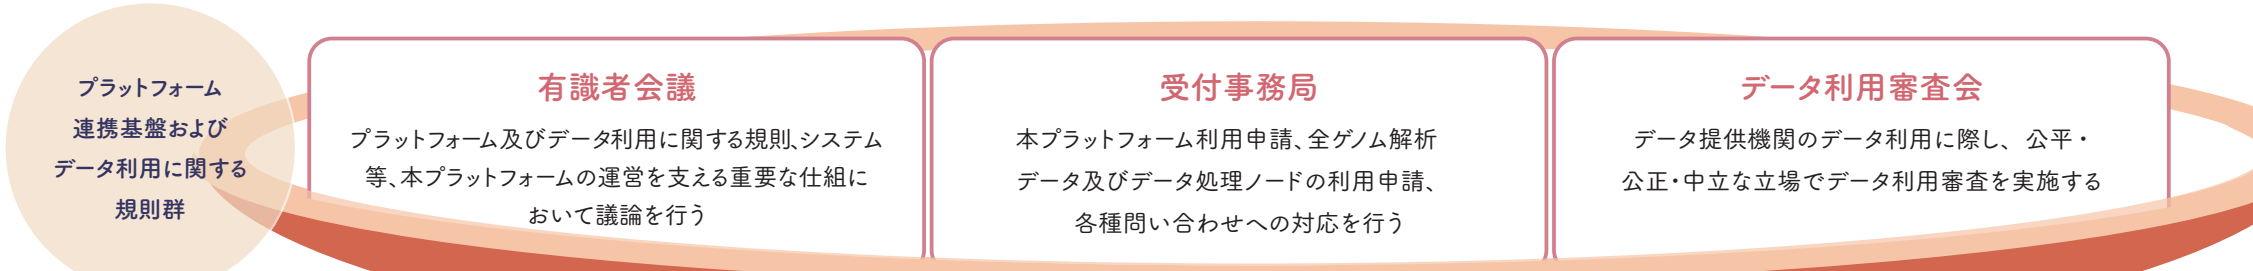 プラットフォーム
連携基盤および
データ利用に関する
規則群
有識者会議
プラットフォーム及びデータ利用に関する規則、システム
等、本プラットフォームの運営を支える重要な仕組に
おいて議論を行う
受付事務局
本プラットフォーム利用申請、全ゲノム解析
データ及びデータ処理ノードの利用申請、
各種問い合わせへの対応を行う
データ利用審査会
データ提供機関のデータ利用に際し、公平・
公正・中立な立場でデータ利用審査を実施する